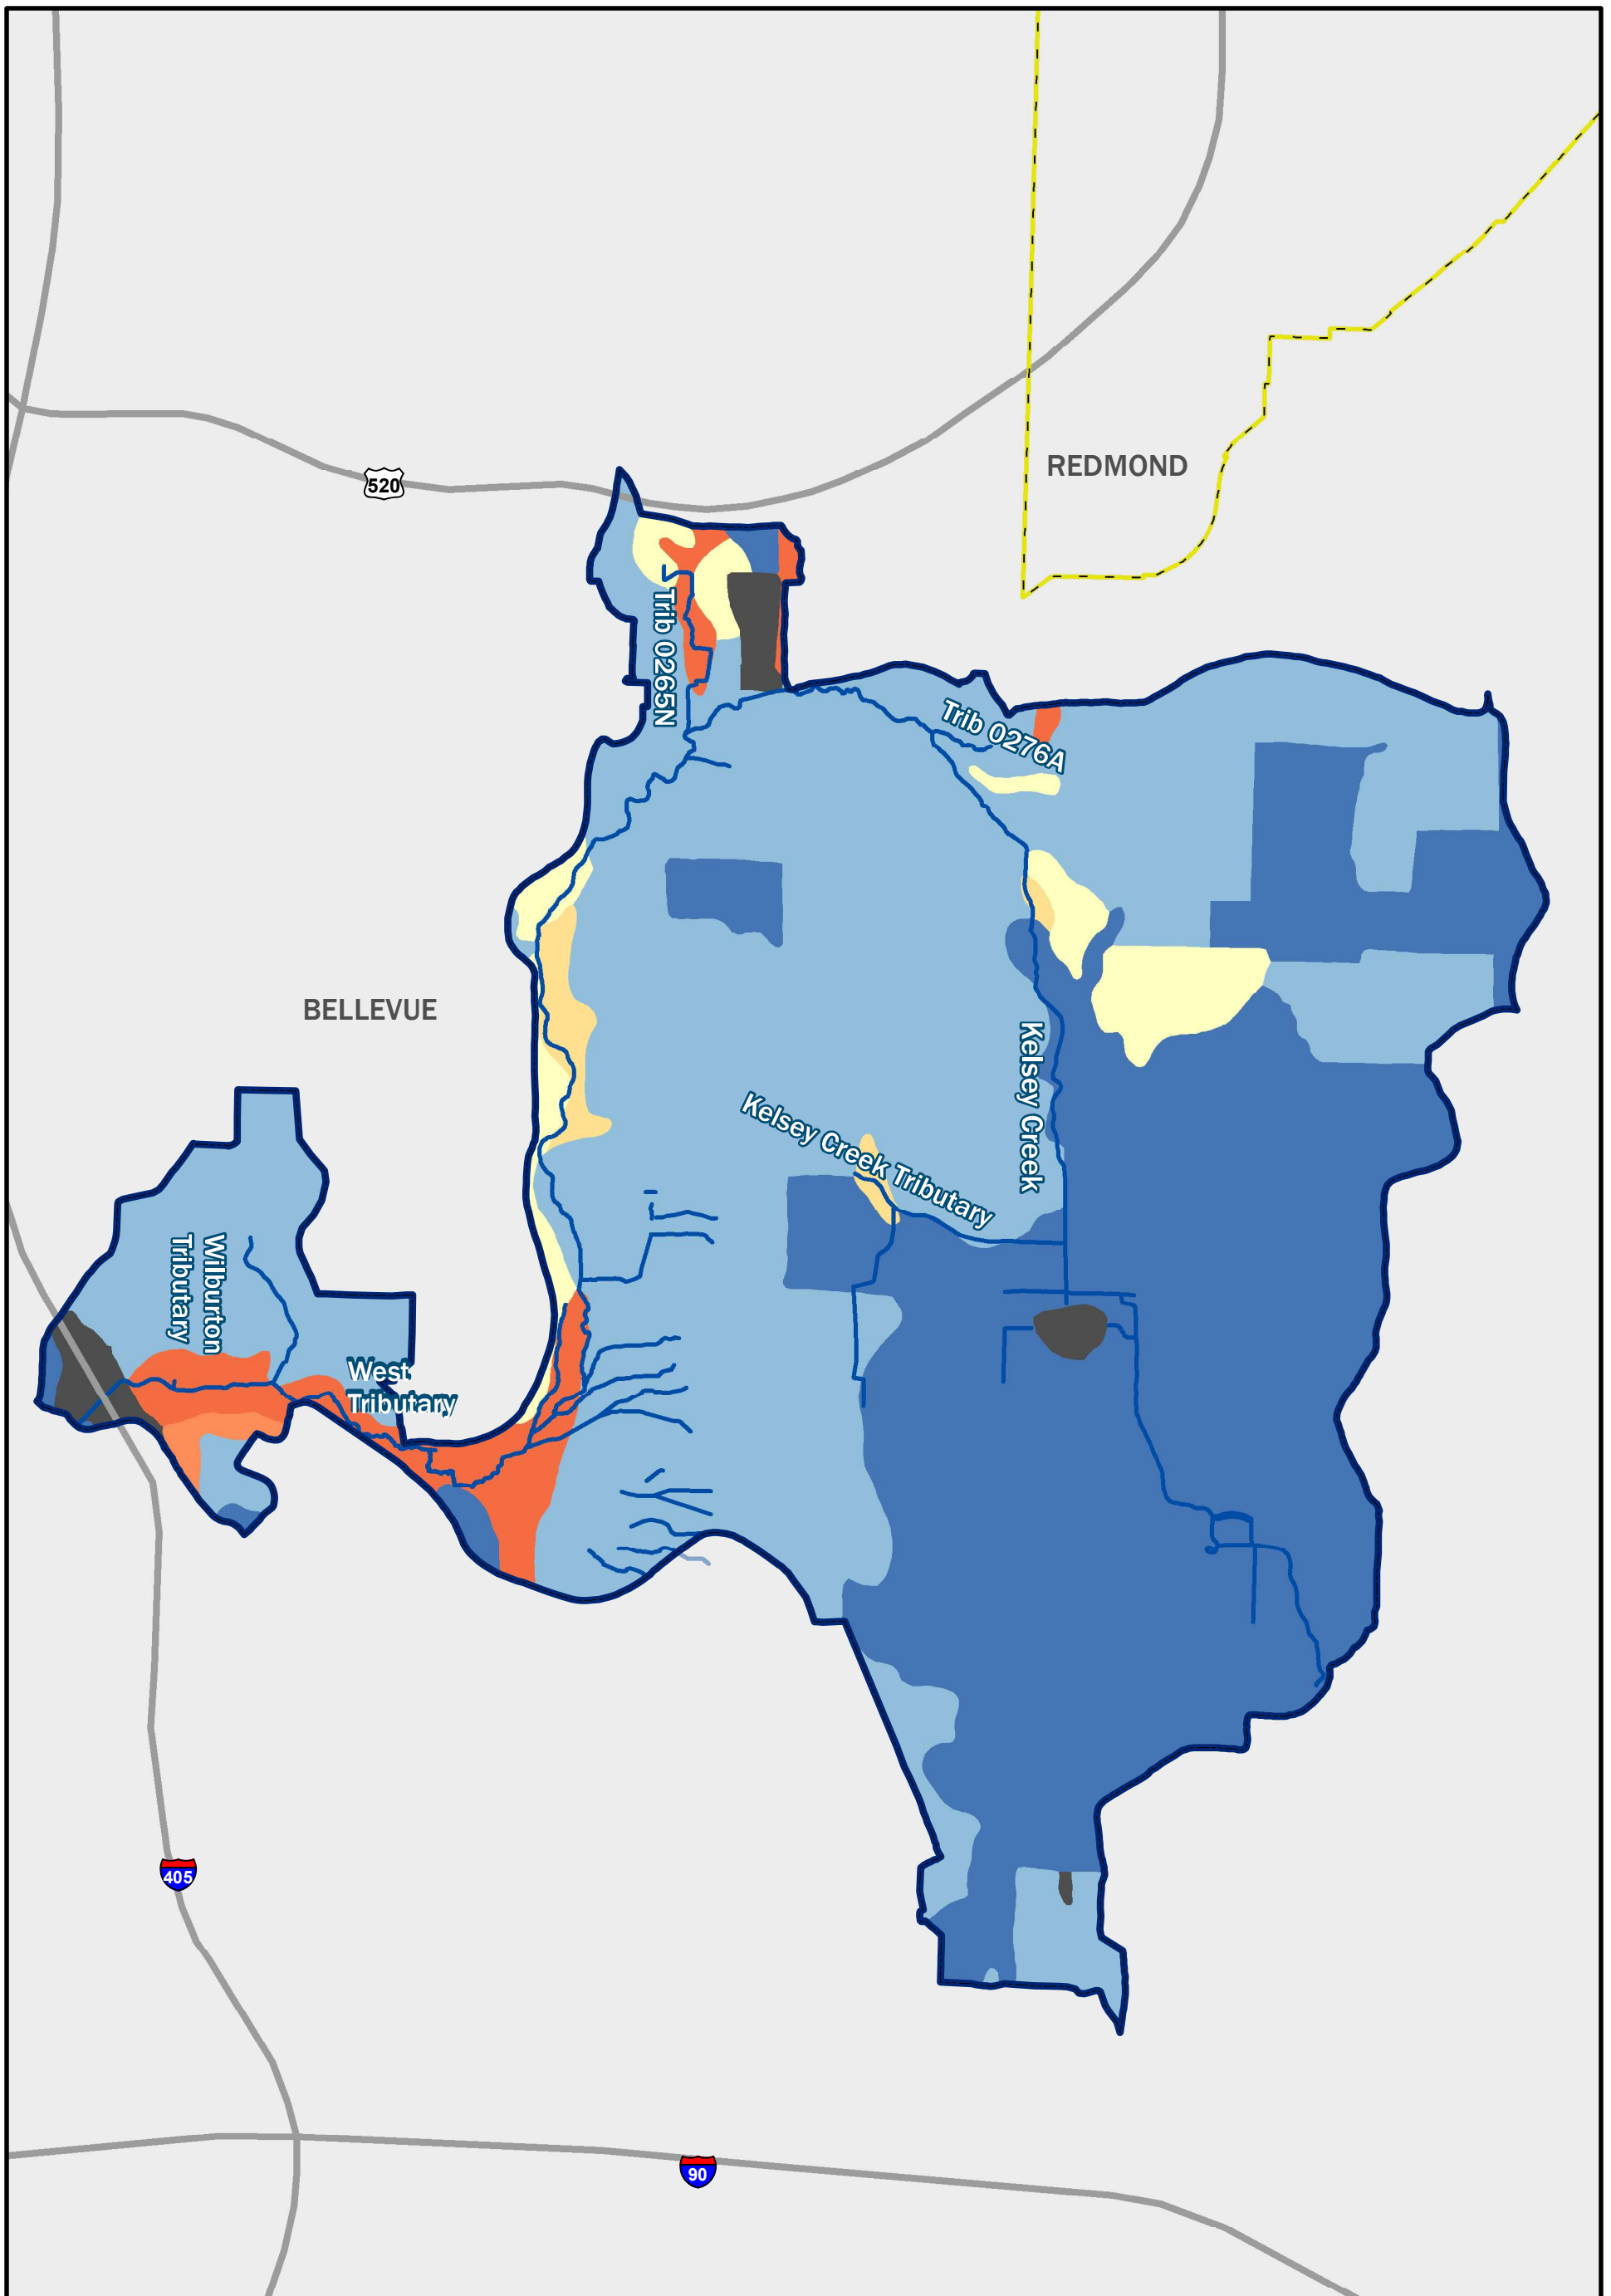 REDMOND
520
Trib 0265N
Trib 0276A
BELLEVUE
Kelsey Creek
Kelsey Creek Tributary
Wilburton
Tributary
West
Tributary
405
90